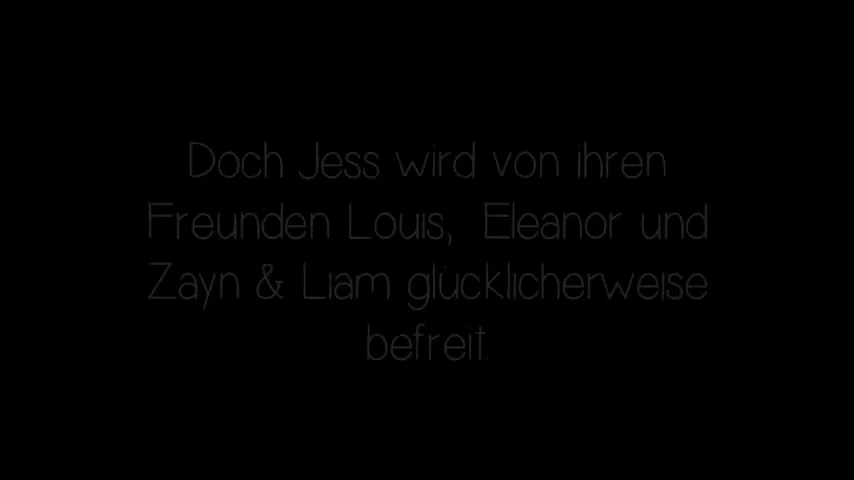 Doch Jess wird von ihren
Freunden Louis, Eleanor und
Zayn & Liam glücklicherweise
befreit.